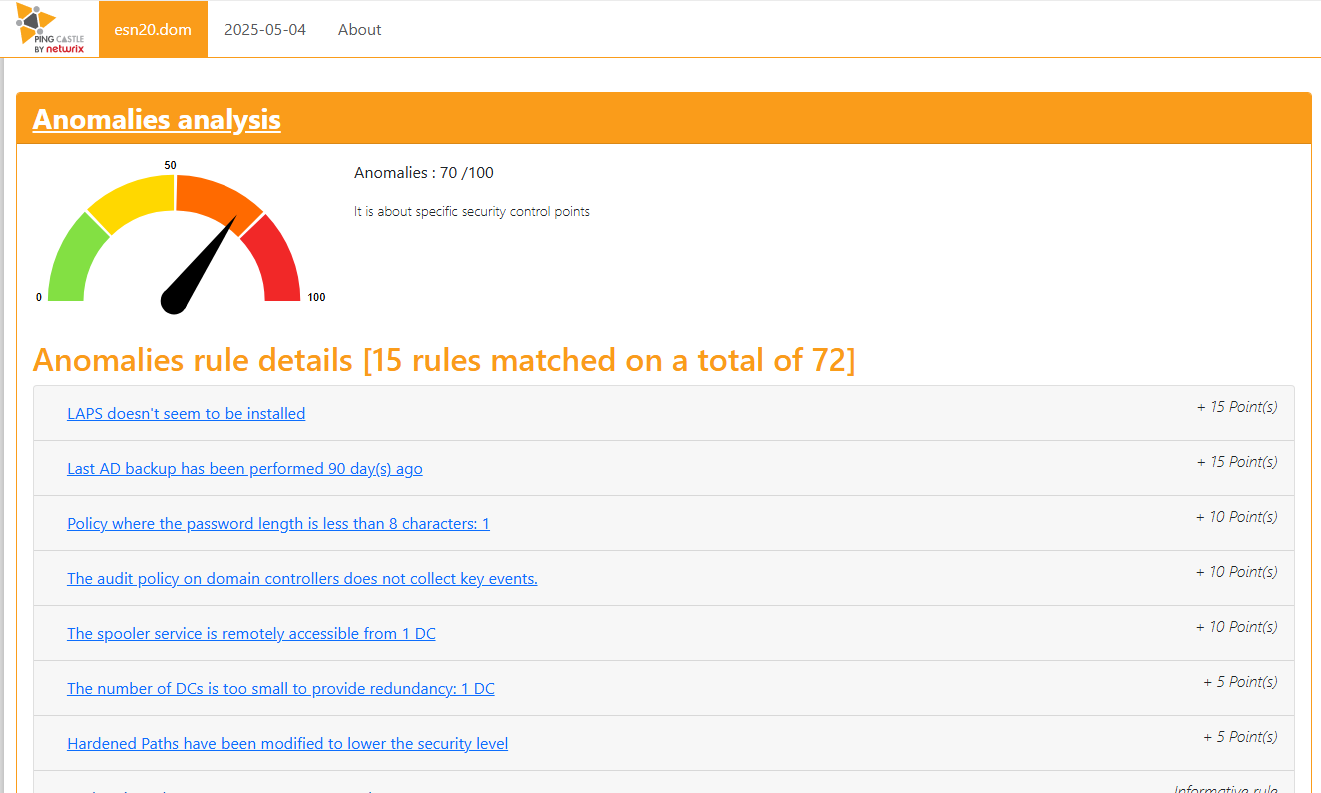 PING CASTLE
BY netwrix
esn20.dom
2025-05-04
About
Anomalies analysis
50
0
100
Anomalies : 70 /100
It is about specific security control points
Anomalies rule details [15 rules matched on a total of 72]
LAPS doesn't seem to be installed
+ 15 Point(s)
Last AD backup has been performed 90 day(s) ago
+ 15 Point(s)
Policy where the password length is less than 8 characters: 1
+ 10 Point(s)
The audit policy on domain controllers does not collect key events.
+ 10 Point(s)
The spooler service is remotely accessible from 1 DC
+ 10 Point(s)
The number of DCs is too small to provide redundancy: 1 DC
+ 5 Point(s)
Hardened Paths have been modified to lower the security level
+ 5 Point(s)
Informative rule